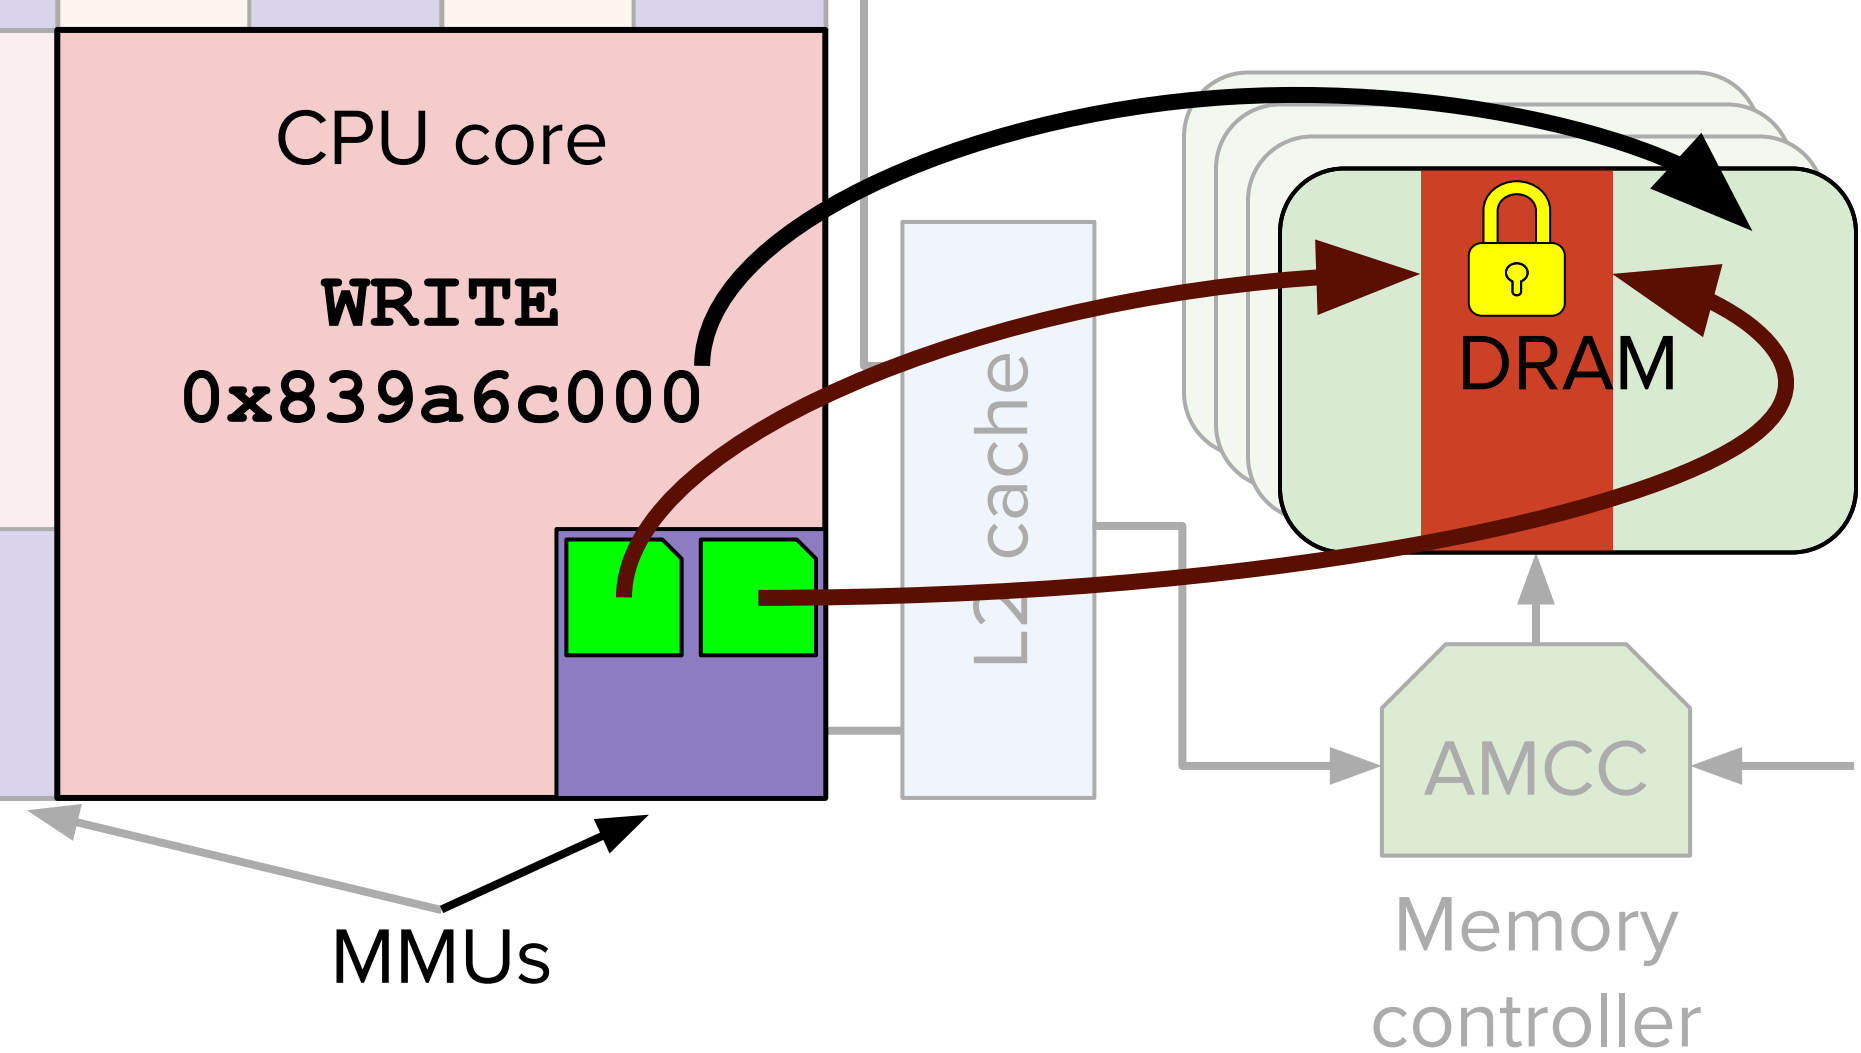 CPU core
WRITE
0x839a6c000
L2 cache
DRAM
AMCC
MMUs
Memory
controller